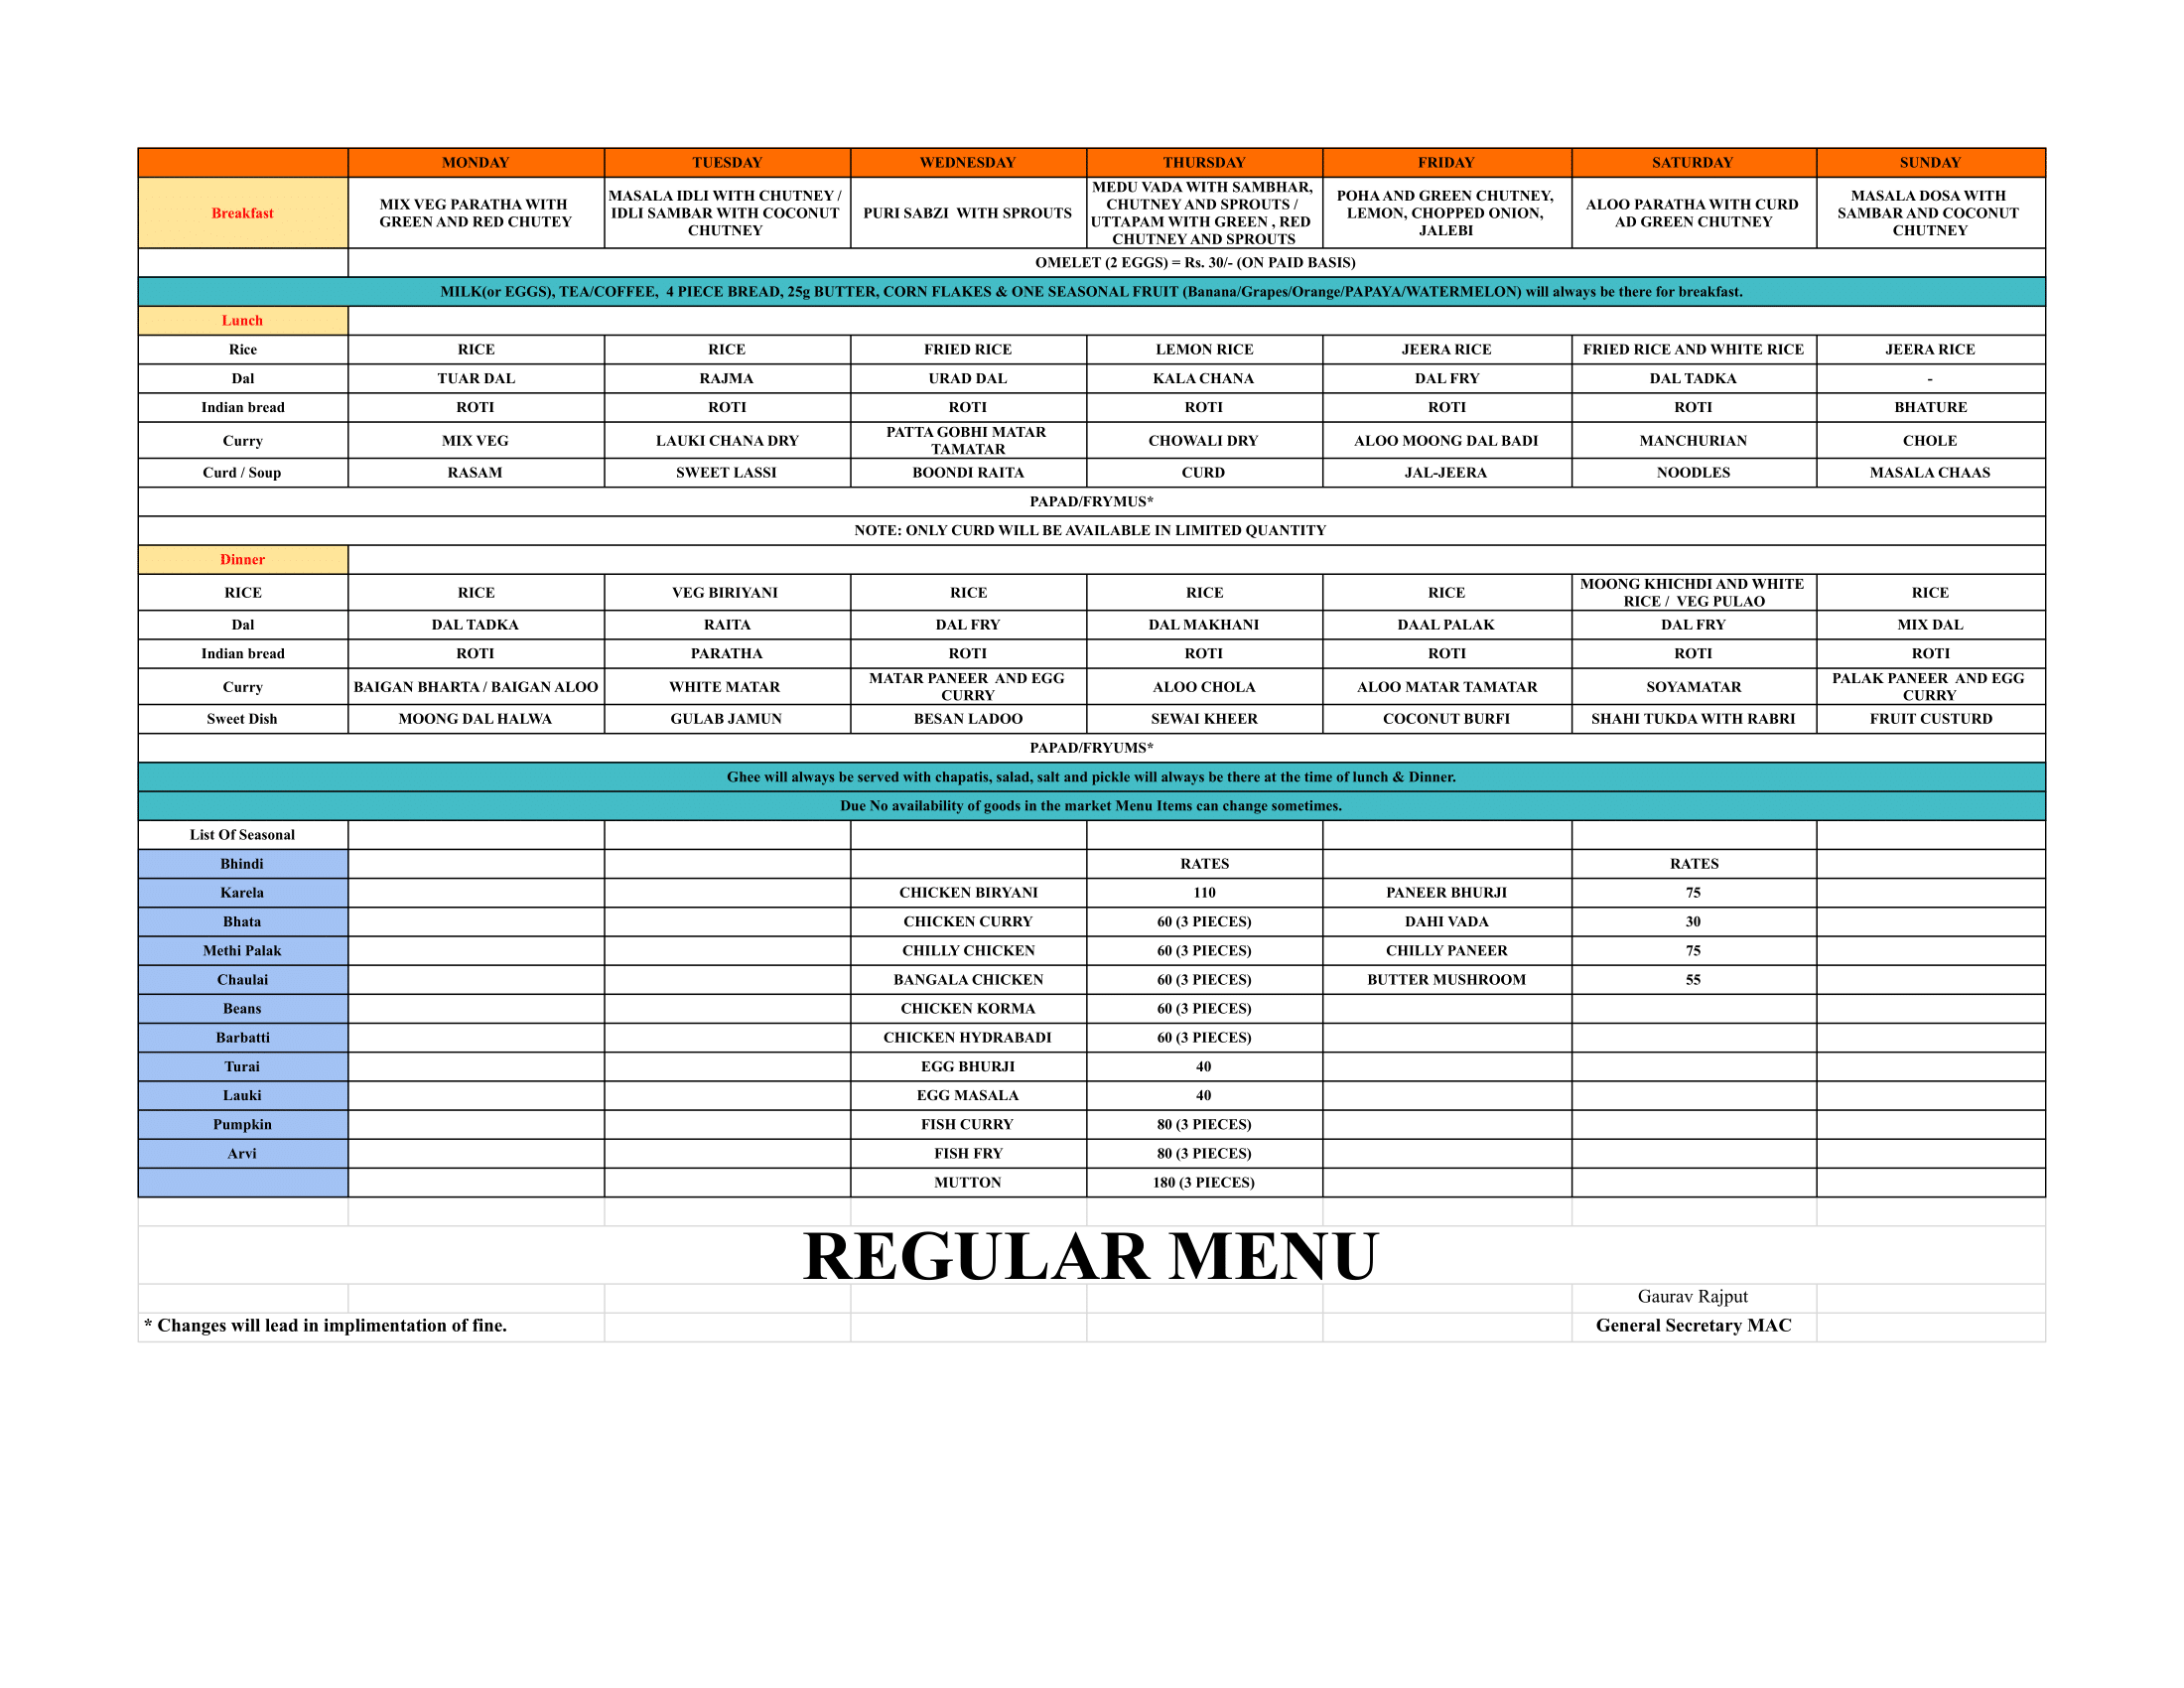 MONDAY TUESDAY WEDNESDAY THURSDAY FRIDAY SATURDAY SUNDAY
Breakfast
MIX VEG PARATHA WITH
GREEN AND RED CHUTEY
MASALA IDLI WITH CHUTNEY /
IDLI SAMBAR WITH COCONUT
CHUTNEY
PURI SABZI WITH SPROUTS
MEDU VADA WITH SAMBHAR,
CHUTNEY AND SPROUTS /
UTTAPAM WITH GREEN , RED
CHUTNEY AND SPROUTS
POHA AND GREEN CHUTNEY,
LEMON, CHOPPED ONION,
JALEBI
ALOO PARATHA WITH CURD
AD GREEN CHUTNEY
MASALA DOSA WITH
SAMBAR AND COCONUT
CHUTNEY
OMELET (2 EGGS) = Rs. 30/- (ON PAID BASIS)
MILK(or EGGS), TEA/COFFEE, 4 PIECE BREAD, 25g BUTTER, CORN FLAKES & ONE SEASONAL FRUIT (Banana/Grapes/Orange/PAPAYA/WATERMELON) will always be there for breakfast.
Lunch
Rice RICE RICE FRIED RICE LEMON RICE JEERA RICE FRIED RICE AND WHITE RICE JEERA RICE
Dal TUAR DAL RAJMA URAD DAL KALA CHANA DAL FRY DAL TADKA -
Indian bread ROTI ROTI ROTI ROTI ROTI ROTI BHATURE
Curry MIX VEG LAUKI CHANA DRY
PATTA GOBHI MATAR
TAMATAR
CHOWALI DRY ALOO MOONG DAL BADI MANCHURIAN CHOLE
Curd / Soup RASAM SWEET LASSI BOONDI RAITA CURD JAL-JEERA NOODLES MASALA CHAAS
PAPAD/FRYMUS*
NOTE: ONLY CURD WILL BE AVAILABLE IN LIMITED QUANTITY
Dinner
RICE RICE VEG BIRIYANI RICE RICE RICE
MOONG KHICHDI AND WHITE
RICE / VEG PULAO
RICE
Dal DAL TADKA RAITA DAL FRY DAL MAKHANI DAAL PALAK DAL FRY MIX DAL
Indian bread ROTI PARATHA ROTI ROTI ROTI ROTI ROTI
Curry BAIGAN BHARTA / BAIGAN ALOO WHITE MATAR
MATAR PANEER AND EGG
CURRY
ALOO CHOLA ALOO MATAR TAMATAR SOYAMATAR
PALAK PANEER AND EGG
CURRY
Sweet Dish MOONG DAL HALWA GULAB JAMUN BESAN LADOO SEWAI KHEER COCONUT BURFI SHAHI TUKDA WITH RABRI FRUIT CUSTURD
PAPAD/FRYUMS*
Ghee will always be served with chapatis, salad, salt and pickle will always be there at the time of lunch & Dinner.
Due No availability of goods in the market Menu Items can change sometimes.
List Of Seasonal
Bhindi RATES RATES
Karela CHICKEN BIRYANI 110 PANEER BHURJI 75
Bhata CHICKEN CURRY 60 (3 PIECES) DAHI VADA 30
Methi Palak CHILLY CHICKEN 60 (3 PIECES) CHILLY PANEER 75
Chaulai BANGALA CHICKEN 60 (3 PIECES) BUTTER MUSHROOM 55
Beans CHICKEN KORMA 60 (3 PIECES)
Barbatti CHICKEN HYDRABADI 60 (3 PIECES)
Turai EGG BHURJI 40
Lauki EGG MASALA 40
Pumpkin FISH CURRY 80 (3 PIECES)
Arvi FISH FRY 80 (3 PIECES)
MUTTON 180 (3 PIECES)
REGULAR MENU
Gaurav Rajput
* Changes will lead in implimentation of fine. General Secretary MAC